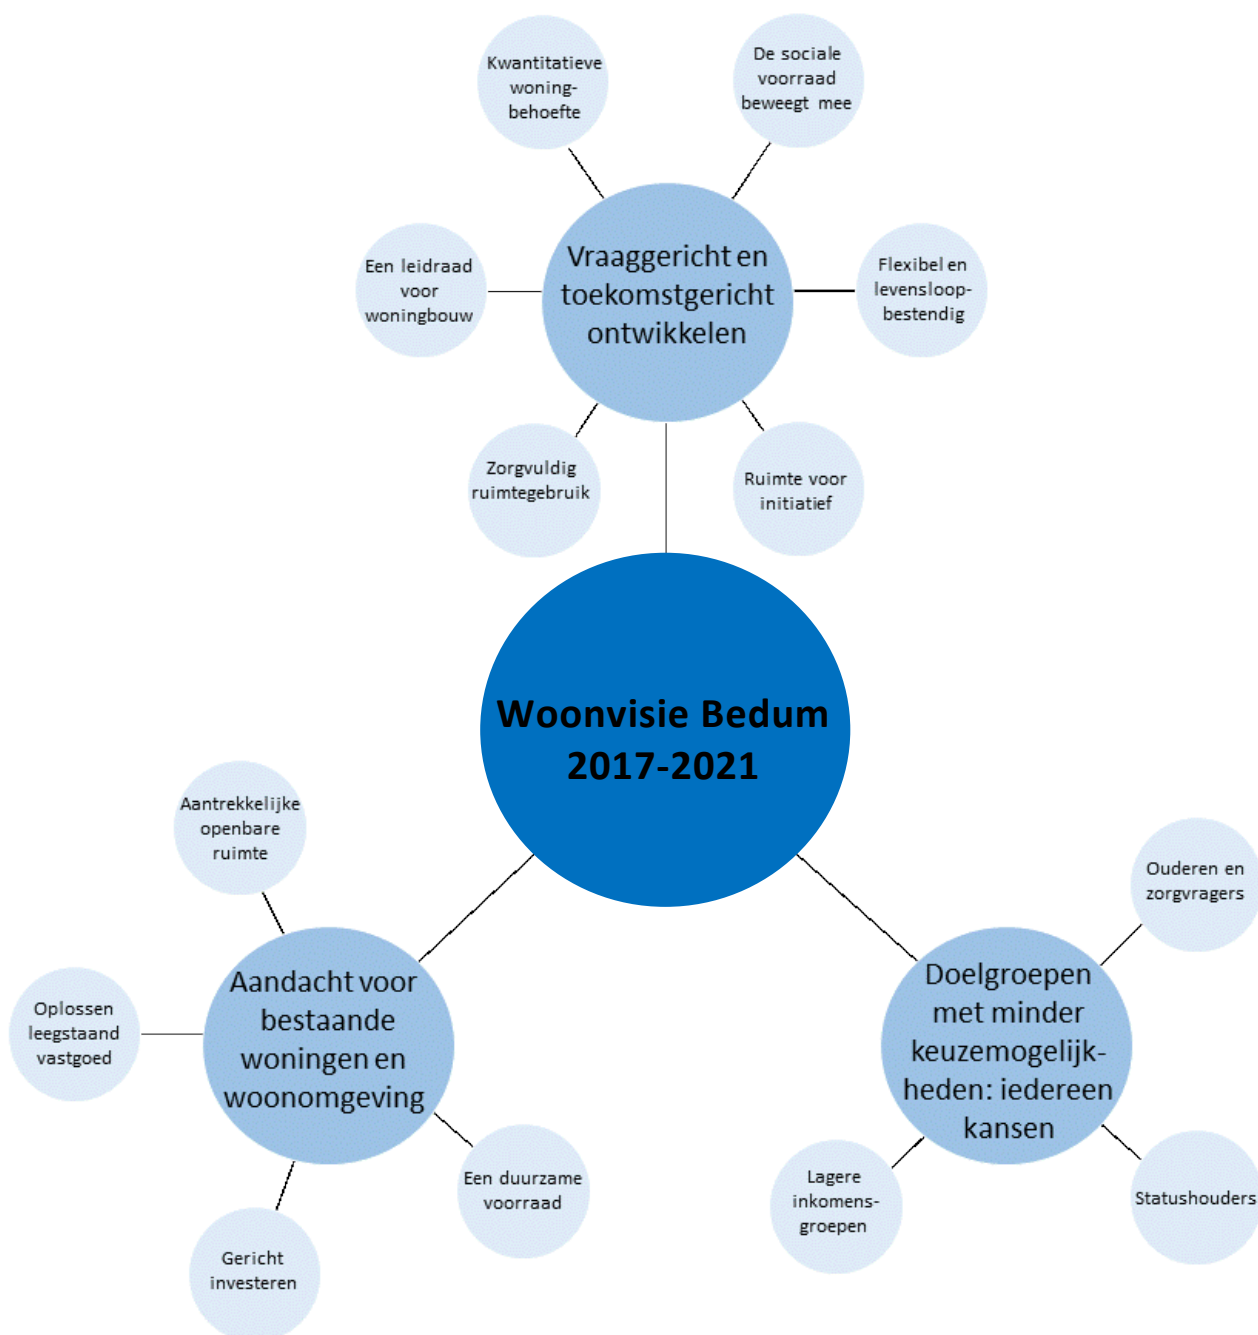 Kwantitatieve
woning-
behoefte
De sociale
voorraad
beweegt mee
Een leidraad
voor
woningbouw
Vraaggericht en
toekomstgericht
ontwikkelen
Flexibel en
levensloop-
bestendig
Zorgvuldig
ruimtegebruik
Ruimte voor
initiatief
Woonvisie Bedum
2017-2021
Aantrekkelijke
openbare
ruimte
Oplossen
leegstaand
vastgoed
Aandacht voor
bestaande
woningen en
woonomgeving
Een duurzame
voorraad
Gericht
investeren
Ouderen en
zorgvragers
Doelgroepen
met minder
keuzemogelijk-
heden: iedereen
kansen
Lagere
inkomens-
groepen
Statushouders